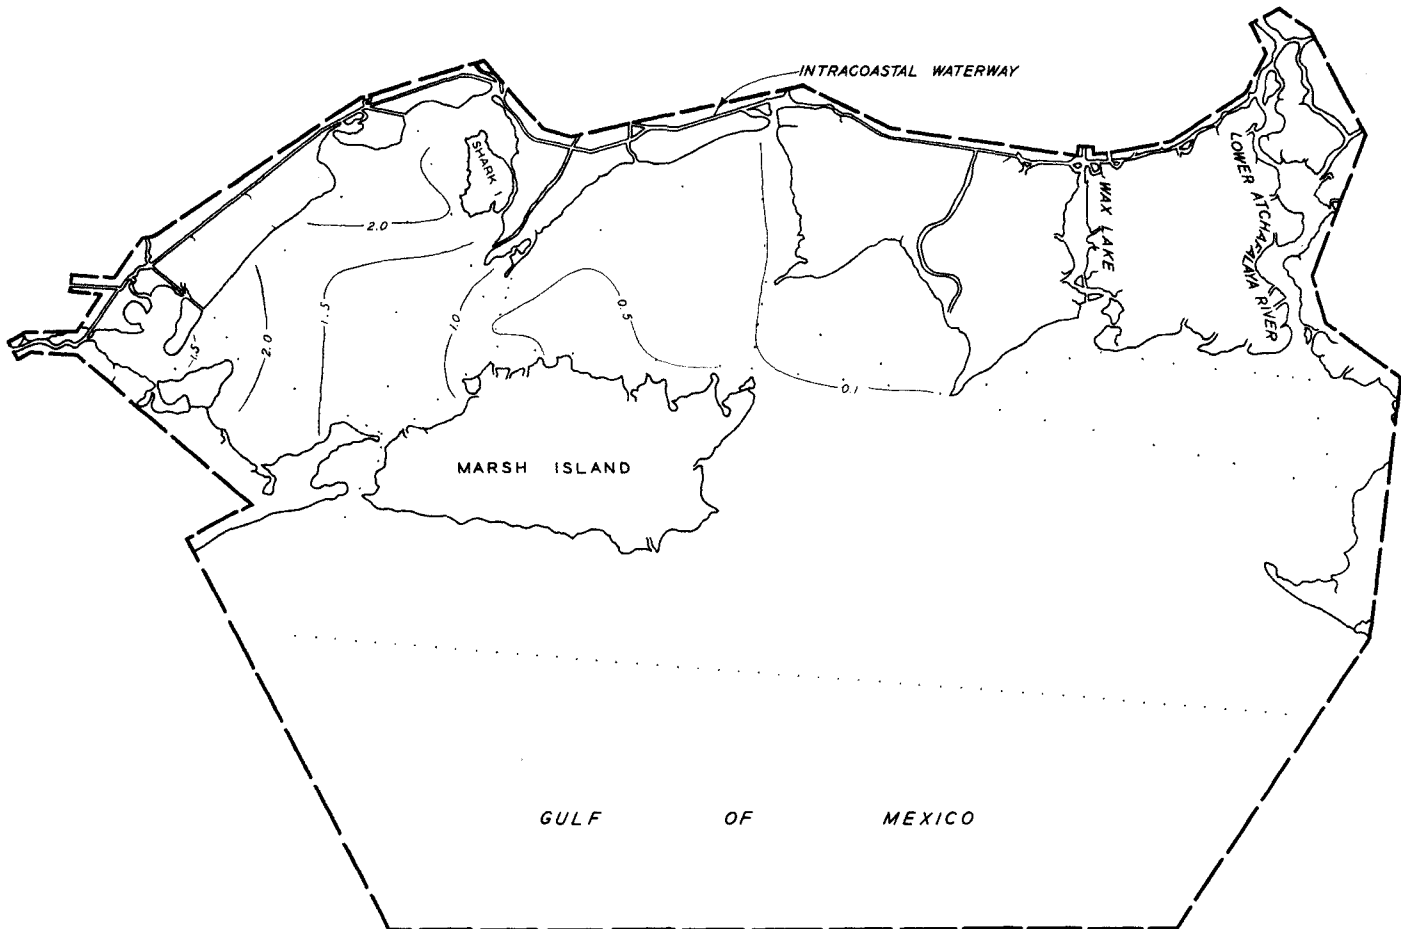 INTRACOASTAL WATERWAY
SHARK I.
LOWER ATCHAFALAYA RIVER
WAX LAKE
2.0
1.5
2.0
1.0
0.5
1.5
0.1
MARSH ISLAND
GULF OF MEXICO